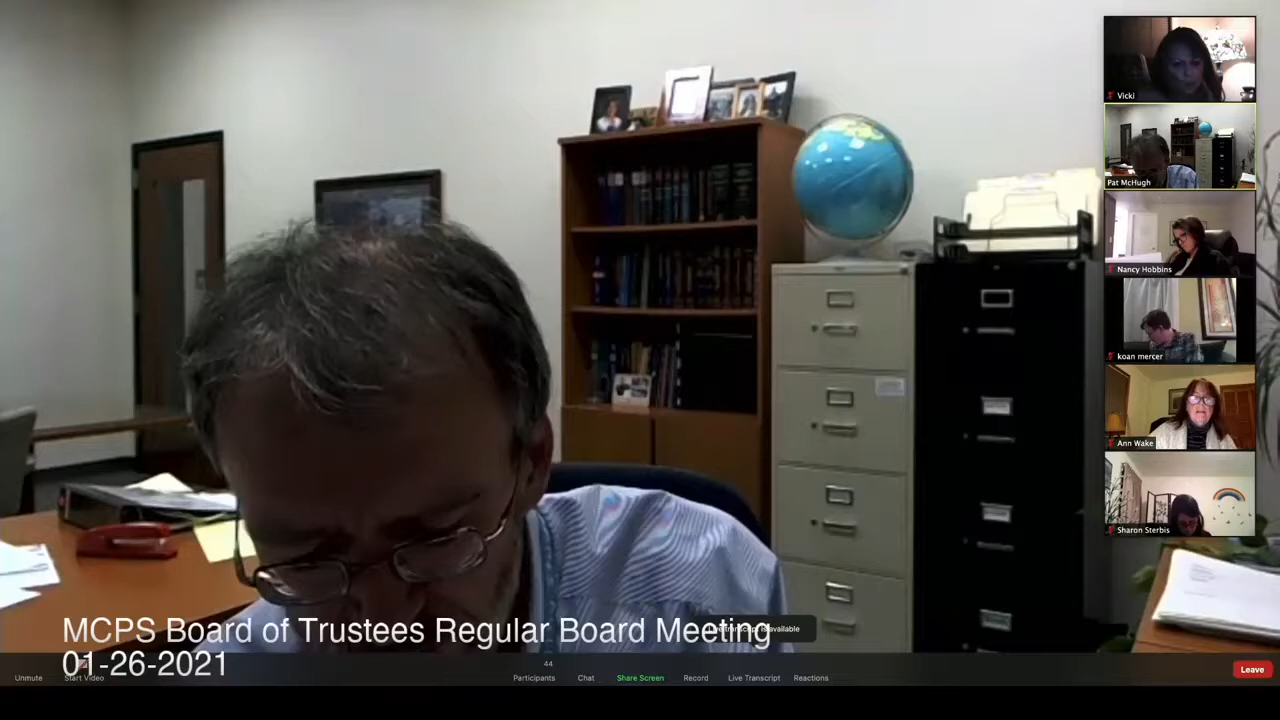 Vicki
Pat McHugh
Nancy Hobbins
koan mercer
Ann Wake
Sharon Sterbis
MCPS Board of Trustees Regular Board Meeting
01-26-2021
available
44
Unmute
Start Video
Participants
Chat
Share Screen
Record
Live Transcript
Reactions
Leave